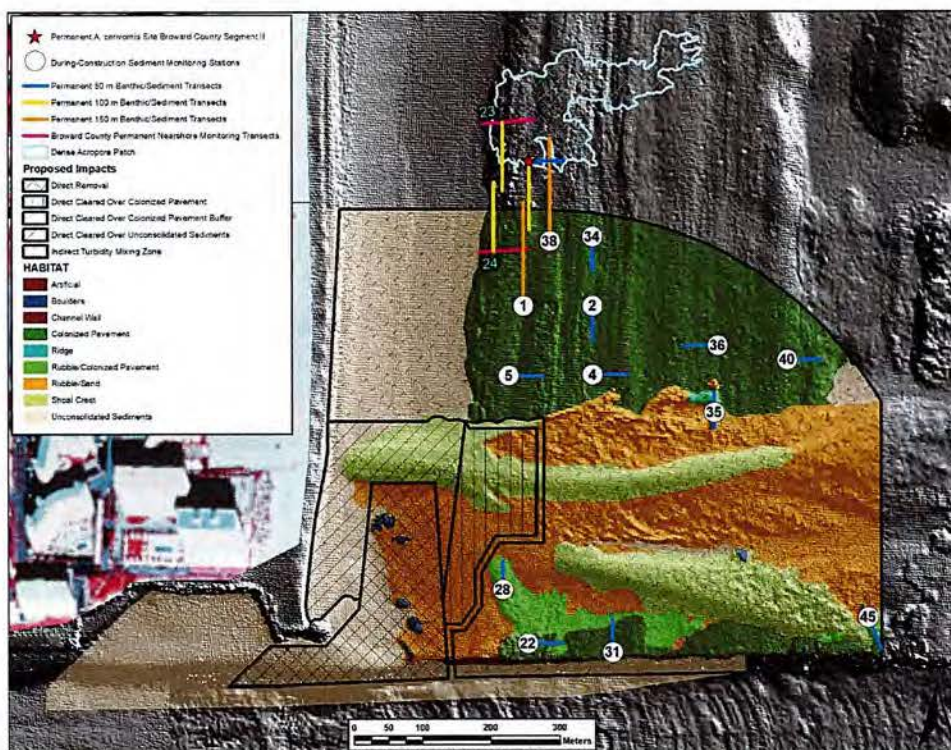 Permanent A. cervicornis Site Broward County Segment II
During-Construction Sediment Monitoring Stations
Permanent 50 m Benthic/Sediment Transects
Permanent 100 m Benthic/Sediment Transects
Permanent 150 m Benthic/Sediment Transects
Broward County Permanent Nearshore Monitoring Transects
Dense Acropora Patch
Proposed Impacts
Direct Removal
Direct Cleared Over Colonized Pavement
Direct Cleared Over Colonized Pavement Buffer
Direct Cleared Over Unconsolidated Sediments
Indirect Turbidity Mixing Zone
HABITAT
Artificial
Boulders
Channel Wall
Colonized Pavement
Ridge
Rubble/Colonized Pavement
Rubble/Sand
Shoal Crest
Unconsolidated Sediments
23
38
34
24
1
2
36
40
5
4
35
28
22
31
45
0 50 100 200 300
Meters